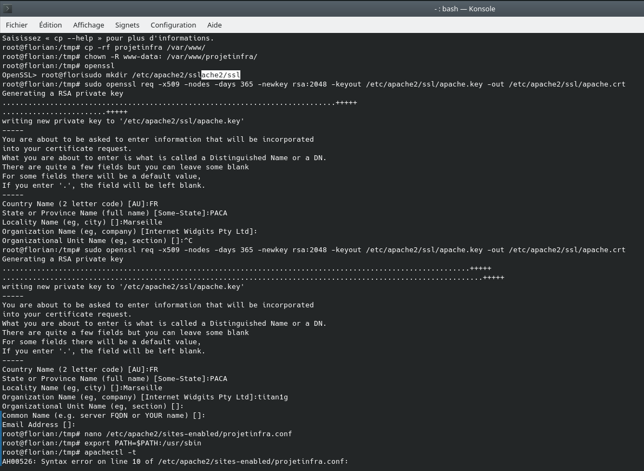 - : bash — Konsole
Fichier Édition Affichage Signets Configuration Aide
Saisissez « cp --help » pour plus d'informations.
root@florian:/tmp# cp -rf projetinfra /var/www/
root@florian:/tmp# chown -R www-data: /var/www/projetinfra/
root@florian:/tmp# openssl
OpenSSL> root@florisudo mkdir /etc/apache2/sslache2/ssl
root@florian:/tmp# sudo openssl req -x509 -nodes -days 365 -newkey rsa:2048 -keyout /etc/apache2/ssl/apache.key -out /etc/apache2/ssl/apache.crt
Generating a RSA private key
.........................................................................+++++
.......................+++++
writing new private key to '/etc/apache2/ssl/apache.key'
-----
You are about to be asked to enter information that will be incorporated
into your certificate request.
What you are about to enter is what is called a Distinguished Name or a DN.
There are quite a few fields but you can leave some blank
For some fields there will be a default value,
If you enter '.', the field will be left blank.
-----
Country Name (2 letter code) [AU]:FR
State or Province Name (full name) [Some-State]:PACA
Locality Name (eg, city) []:Marseille
Organization Name (eg, company) [Internet Widgits Pty Ltd]:
Organizational Unit Name (eg, section) []:^C
root@florian:/tmp# sudo openssl req -x509 -nodes -days 365 -newkey rsa:2048 -keyout /etc/apache2/ssl/apache.key -out /etc/apache2/ssl/apache.crt
Generating a RSA private key
.......................................................................................................+++++
..........................................................................................................+++++
writing new private key to '/etc/apache2/ssl/apache.key'
-----
You are about to be asked to enter information that will be incorporated
into your certificate request.
What you are about to enter is what is called a Distinguished Name or a DN.
There are quite a few fields but you can leave some blank
For some fields there will be a default value,
If you enter '.', the field will be left blank.
-----
Country Name (2 letter code) [AU]:FR
State or Province Name (full name) [Some-State]:PACA
Locality Name (eg, city) []:Marseille
Organization Name (eg, company) [Internet Widgits Pty Ltd]:titan1g
Organizational Unit Name (eg, section) []:
Common Name (e.g. server FQDN or YOUR name) []:
Email Address []:
root@florian:/tmp# nano /etc/apache2/sites-enabled/projetinfra.conf
root@florian:/tmp# export PATH=$PATH:/usr/sbin
root@florian:/tmp# apachectl -t
AH00526: Syntax error on line 10 of /etc/apache2/sites-enabled/projetinfra.conf: